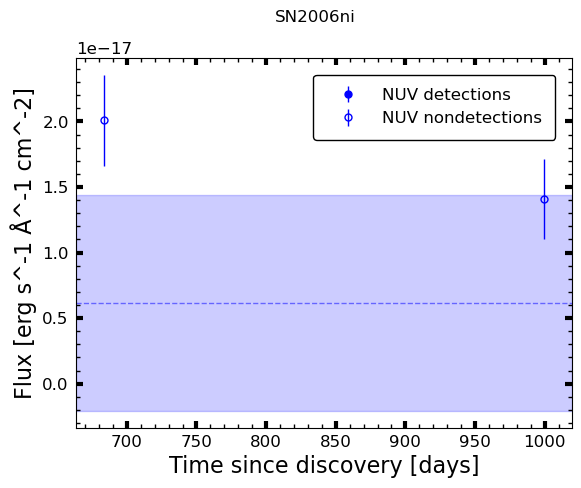 SN2006ni
1e−17
NUV detections
NUV nondetections
2.0
1.5
1.0
0.5
0.0
Flux [erg s^-1 Å^-1 cm^-2]
700 750 800 850 900 950 1000
Time since discovery [days]